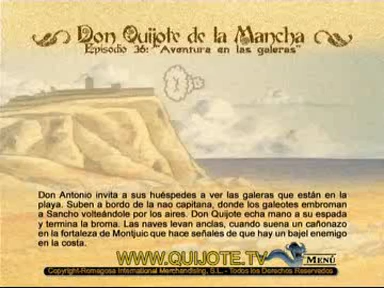 Don Quijote de la Mancha
Episodio 36: "Aventura en las galeras"
Don Antonio invita a sus huéspedes a ver las galeras que están en la
playa. Suben a bordo de la nao capitana, donde los galeotes embroman
a Sancho volteándole por los aires. Don Quijote echa mano a su espada
y termina la broma. Las naves levan anclas, cuando suena un cañonazo
en la fortaleza de Montjuic que hace señales de que hay un bajel enemigo
en la costa.
WWW.QUIJOTE.TV
MENÚ
Copyright-Romagosa International Merchandising, S.L. - Todos los Derechos Reservados